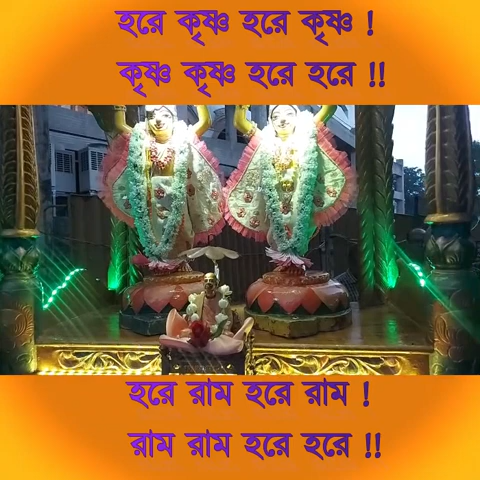 হরে কৃষ্ণ হরে কৃষ্ণ !
কৃষ্ণ কৃষ্ণ হরে হরে !!
হরে রাম হরে রাম !
রাম রাম হরে হরে !!